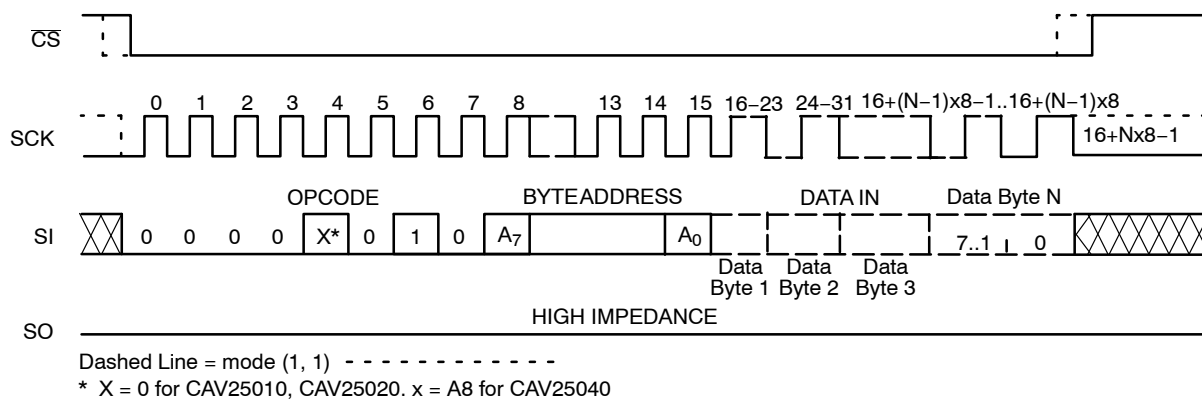 CS
0 1 2 3 4 5 6 7 8 13 14 15 16−23 24−31 16+(N−1)x8−1..16+(N−1)x8
SCK
16+Nx8−1
OPCODE BYTEADDRESS DATA IN Data Byte N
SI
0 0 0 0 X* 0 1 0 A7 A0 7..1 0
Data Byte 1
Data Byte 2
Data Byte 3
HIGH IMPEDANCE
SO
Dashed Line = mode (1, 1) − − − − − − − − − − − −
* X = 0 for CAV25010, CAV25020. x = A8 for CAV25040